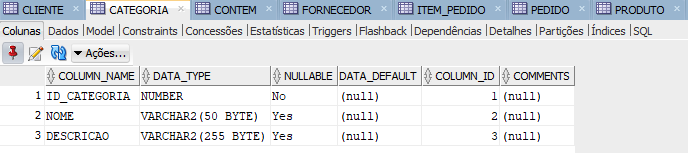 CLIENTE CATEGORIA CONTEM FORNECEDOR ITEM_PEDIDO PEDIDO PRODUTO
Colunas Dados Model Constraints Concessões Estatísticas Triggers Flashback Dependências Detalhes Partições Índices SQL
Ações...
COLUMN_NAME DATA_TYPE NULLABLE DATA_DEFAULT COLUMN_ID COMMENTS
1 ID_CATEGORIA NUMBER No (null) 1 (null)
2 NOME VARCHAR2(50 BYTE) Yes (null) 2 (null)
3 DESCRICAO VARCHAR2(255 BYTE) Yes (null) 3 (null)